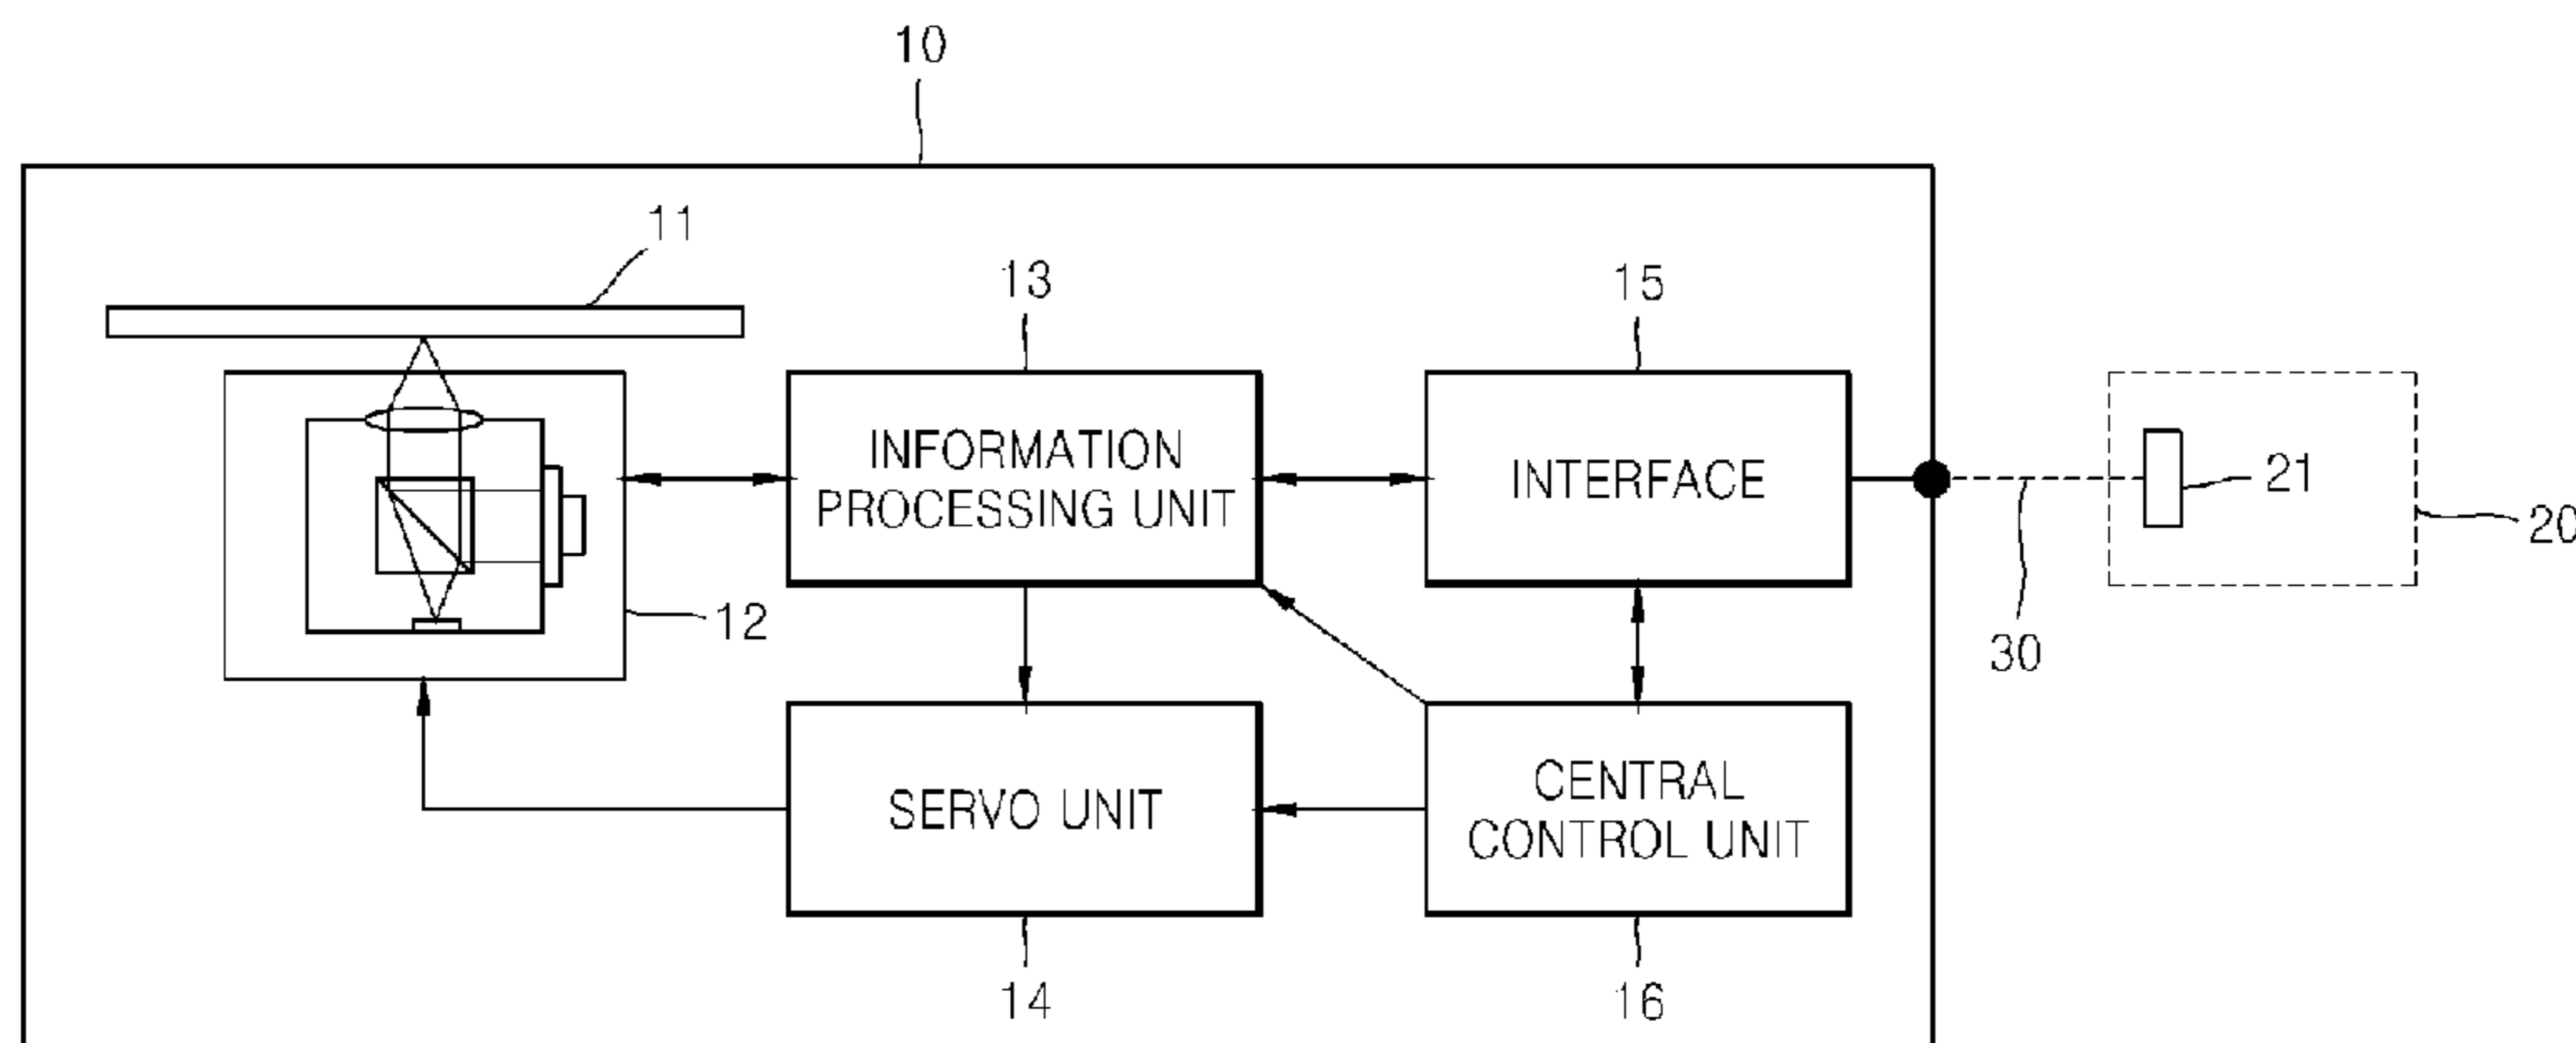 10
11
13
15
INFORMATION
PROCESSING UNIT
INTERFACE
21
20
12
30
SERVO UNIT
CENTRAL
CONTROL UNIT
14
16